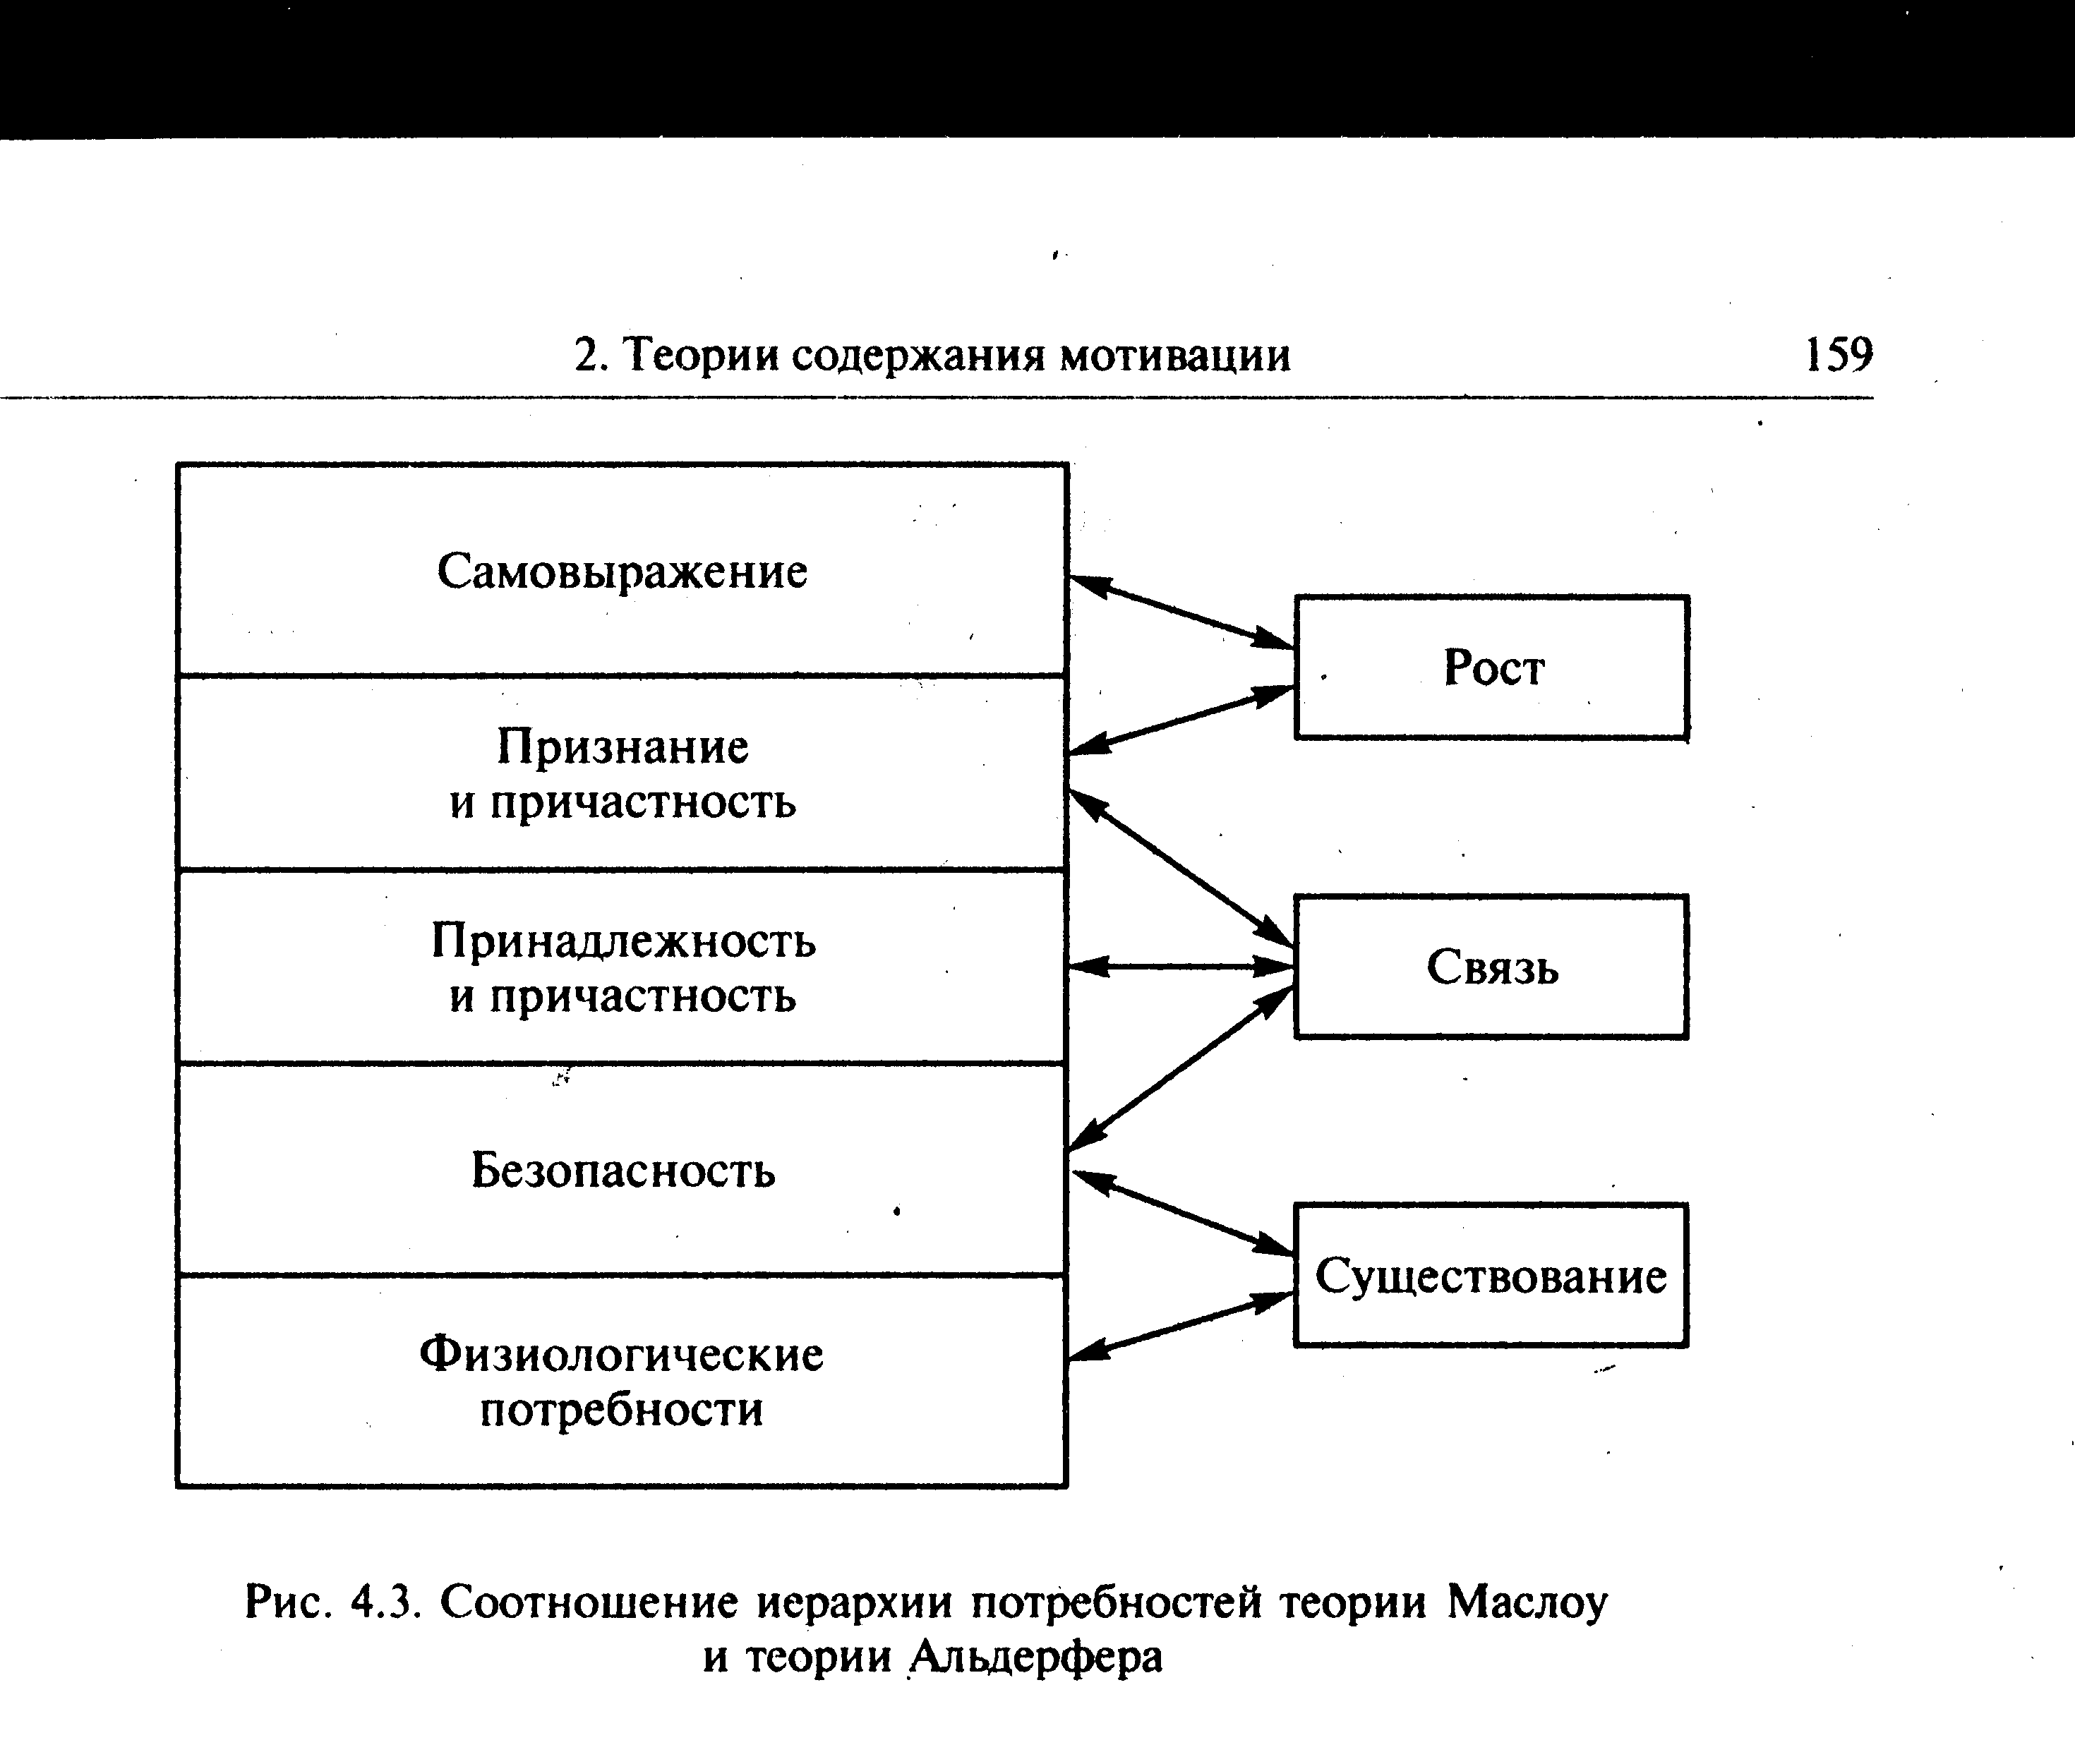 2. Теории содержания мотивации 159
Самовыражение
Рост
Признание
и причастность
Принадлежность
и причастность
Связь
Безопасность
Существование
Физиологические
потребности
Рис. 4.3. Соотношение иерархии потребностей теории Маслоу
и теории Альдерфера